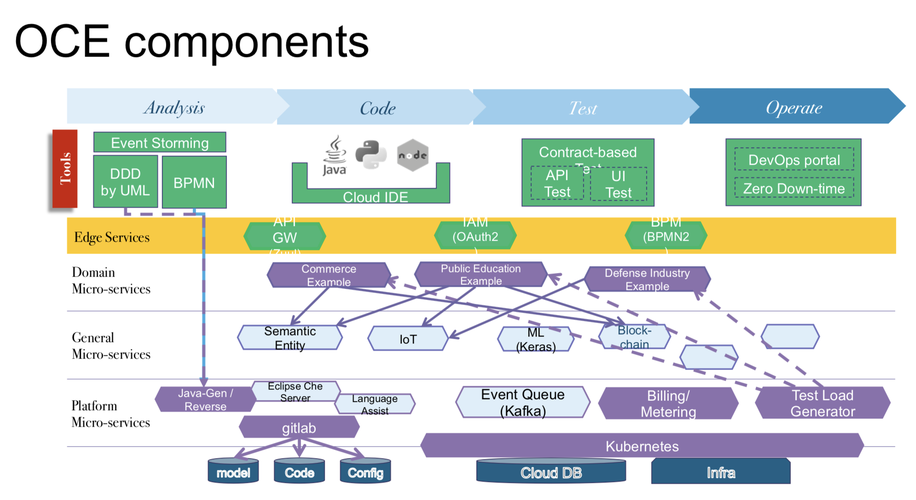 OCE components
Analysis
Code
Test
Operate
Tools
Event Storming
DDD
by UML
BPMN
Java
node
Cloud IDE
Contract-based
API
Test
UI
Test
DevOps portal
Zero Down-time
Edge Services
API
GW
IAM
(OAuth2
)
BPM
(BPMN2
)
Domain
Micro-services
Commerce
Example
Public Education
Example
Defense Industry
Example
General
Micro-services
Semantic
Entity
IoT
ML
(Keras)
Block-
chain
Platform
Micro-services
Java-Gen /
Reverse
Eclipse Che
Server
Language
Assist
Event Queue
(Kafka)
Billing/
Metering
Test Load
Generator
gitlab
Kubernetes
model
Code
Config
Cloud DB
Infra